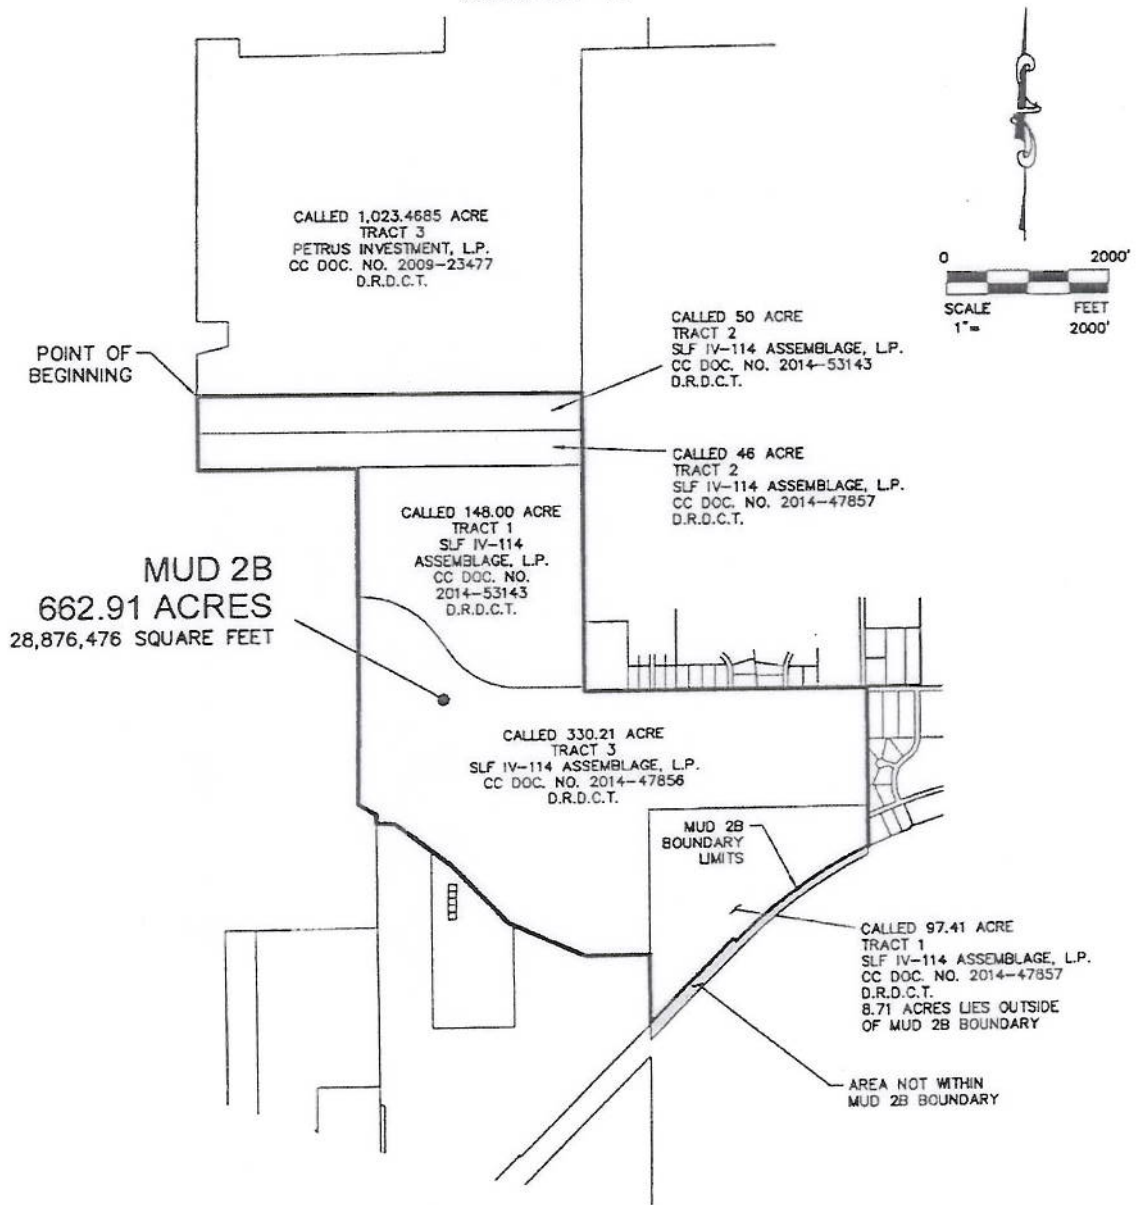 CALLED 1,023.4685 ACRE
TRACT 3
PETRUS INVESTMENT, L.P.
CC DOC. NO. 2009-23477
D.R.D.C.T.
0 2000'
SCALE FEET
1"= 2000'
POINT OF
BEGINNING
CALLED 50 ACRE
TRACT 2
SLF IV-114 ASSEMBLAGE, L.P.
CC DOC. NO. 2014-53143
D.R.D.C.T.
CALLED 46 ACRE
TRACT 2
SLF IV-114 ASSEMBLAGE, L.P.
CC DOC. NO. 2014-47857
D.R.D.C.T.
CALLED 148.00 ACRE
TRACT 1
SLF IV-114
ASSEMBLAGE, L.P.
CC DOC. NO.
2014-53143
D.R.D.C.T.
MUD 2B
662.91 ACRES
28,876,476 SQUARE FEET
CALLED 330.21 ACRE
TRACT 3
SLF IV-114 ASSEMBLAGE, L.P.
CC DOC. NO. 2014-47856
D.R.D.C.T.
MUD 2B
BOUNDARY
LIMITS
CALLED 97.41 ACRE
TRACT 1
SLF IV-114 ASSEMBLAGE, L.P.
CC DOC. NO. 2014-47857
D.R.D.C.T.
8.71 ACRES LIES OUTSIDE
OF MUD 2B BOUNDARY
AREA NOT WITHIN
MUD 2B BOUNDARY